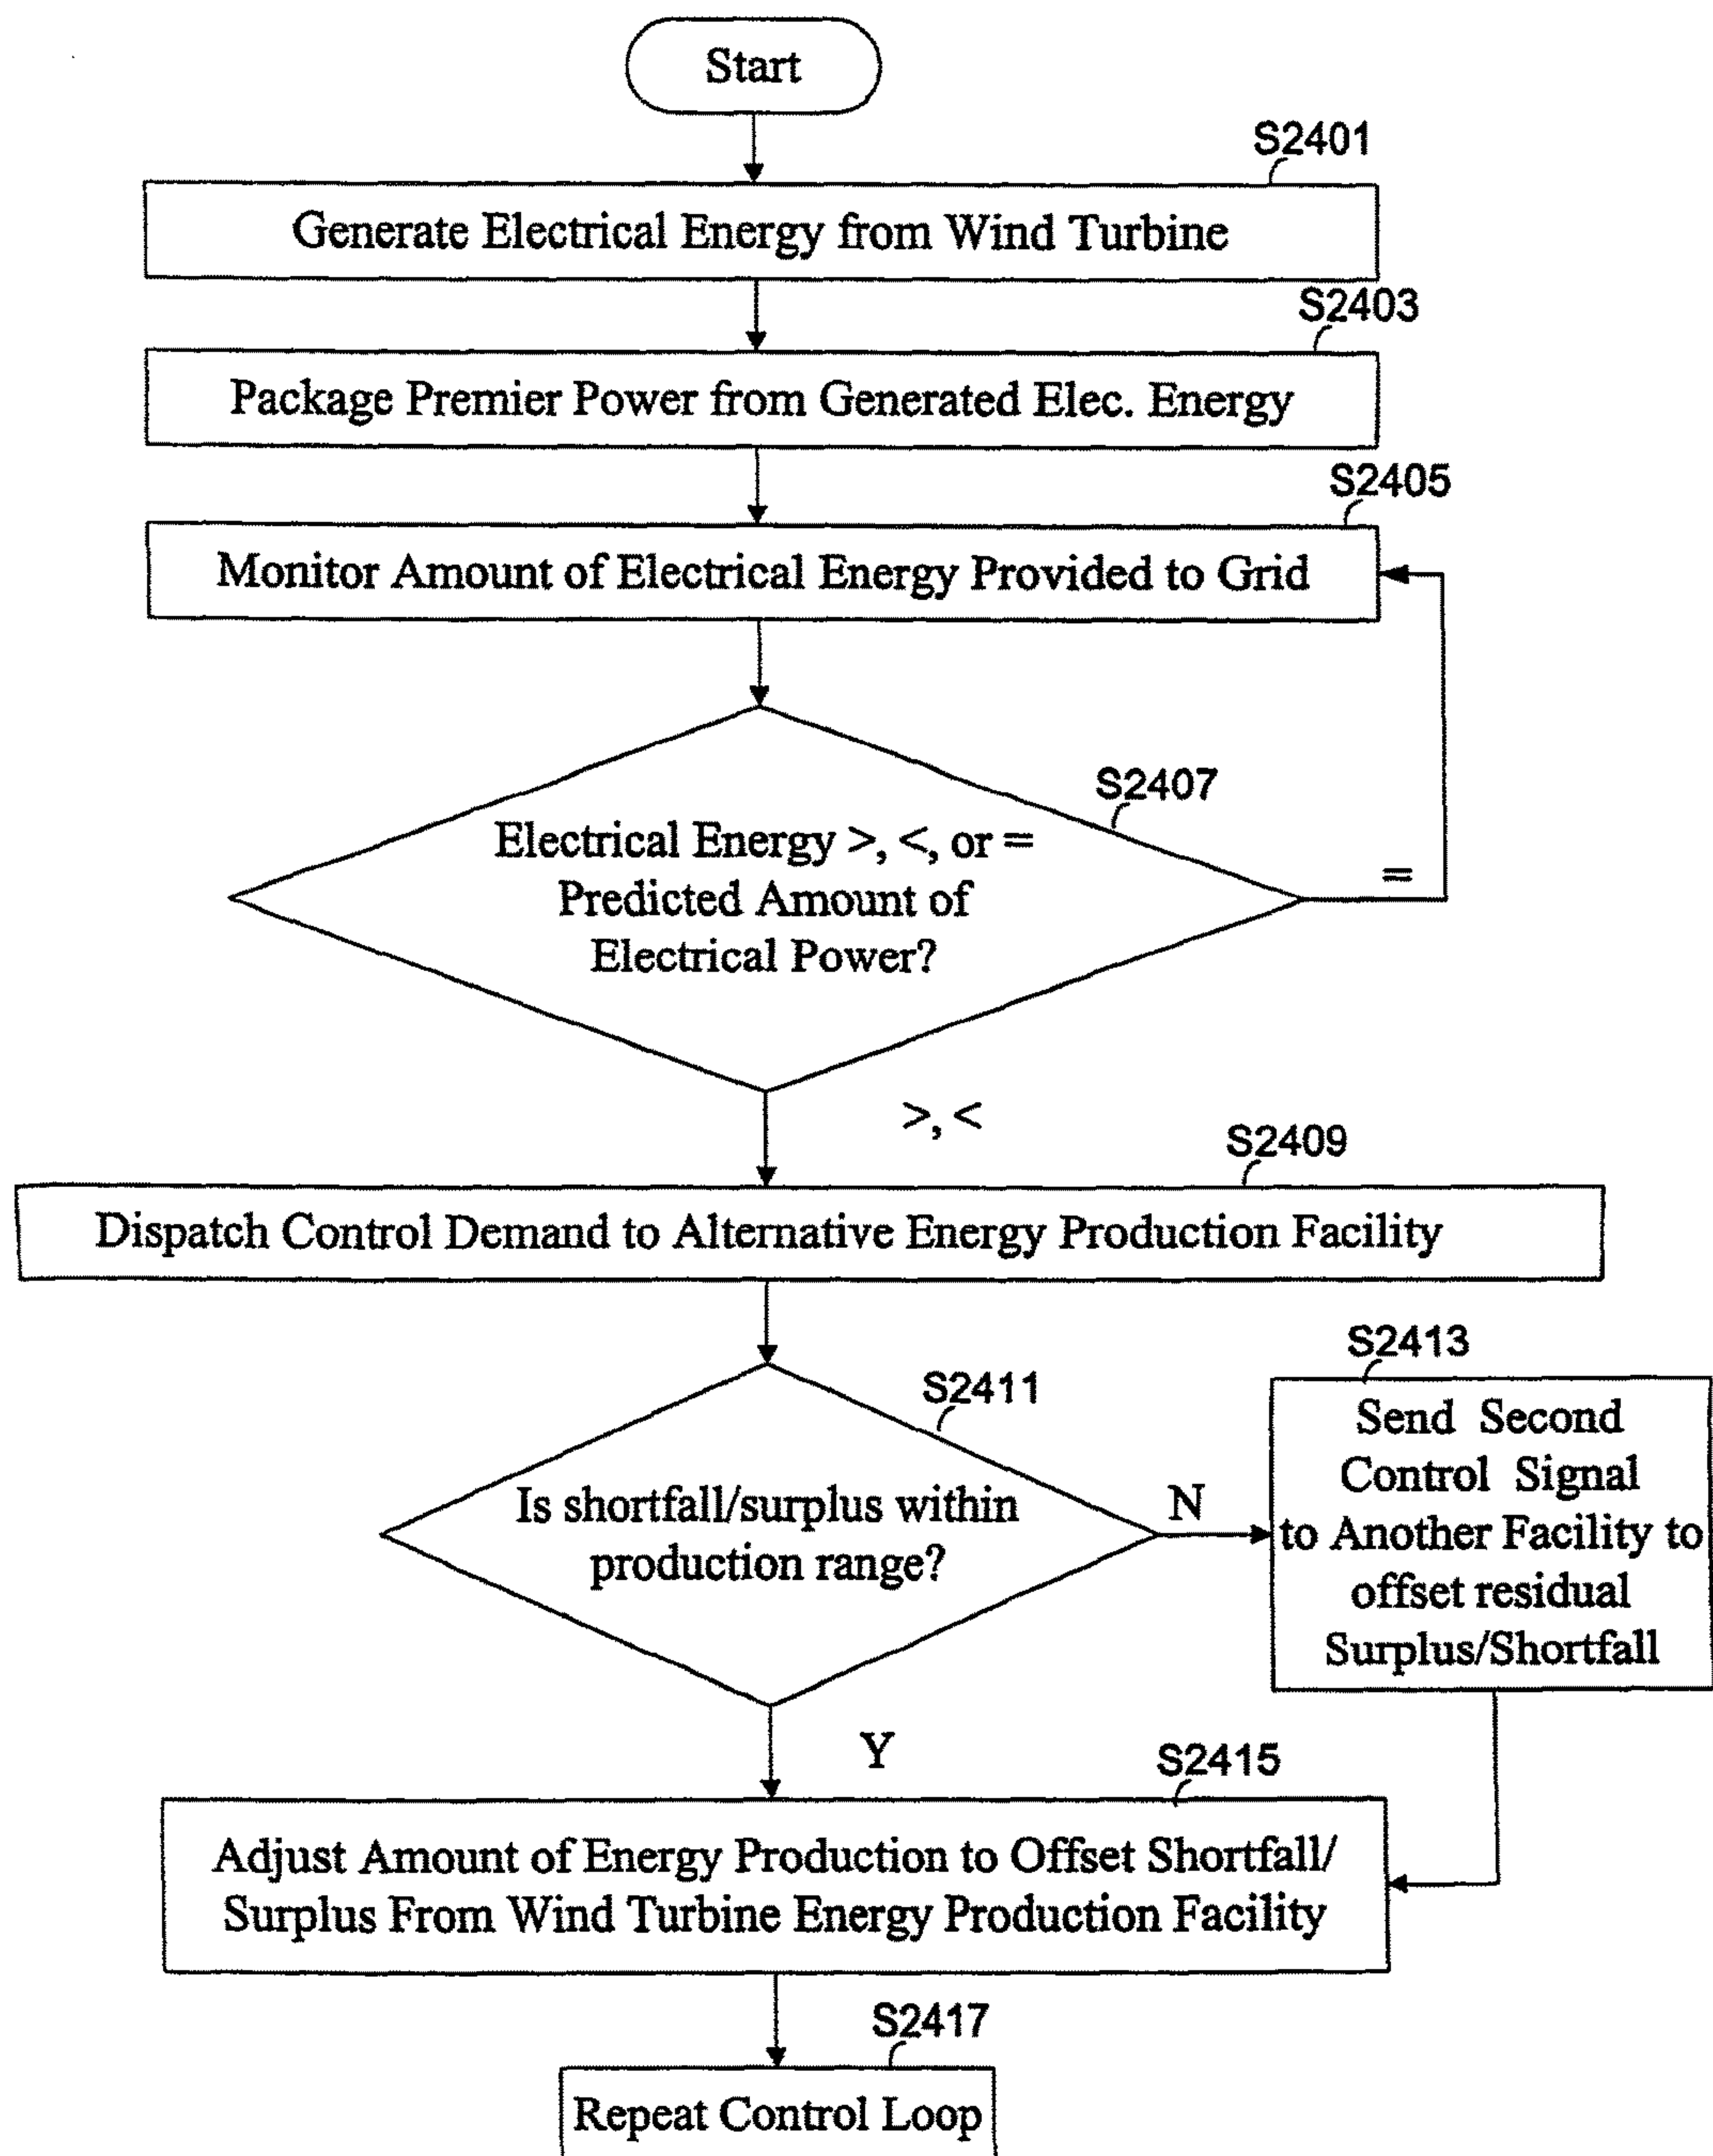 Start
S2401
Generate Electrical Energy from Wind Turbine
S2403
Package Premier Power from Generated Elec. Energy
S2405
Monitor Amount of Electrical Energy Provided to Grid
S2407
Electrical Energy >, <, or =
Predicted Amount of
Electrical Power?
=
>, <
S2409
Dispatch Control Demand to Alternative Energy Production Facility
S2411
Is shortfall/surplus within
production range?
N
S2413
Send Second
Control Signal
to Another Facility to
offset residual
Surplus/Shortfall
Y
S2415
Adjust Amount of Energy Production to Offset Shortfall/
Surplus From Wind Turbine Energy Production Facility
S2417
Repeat Control Loop